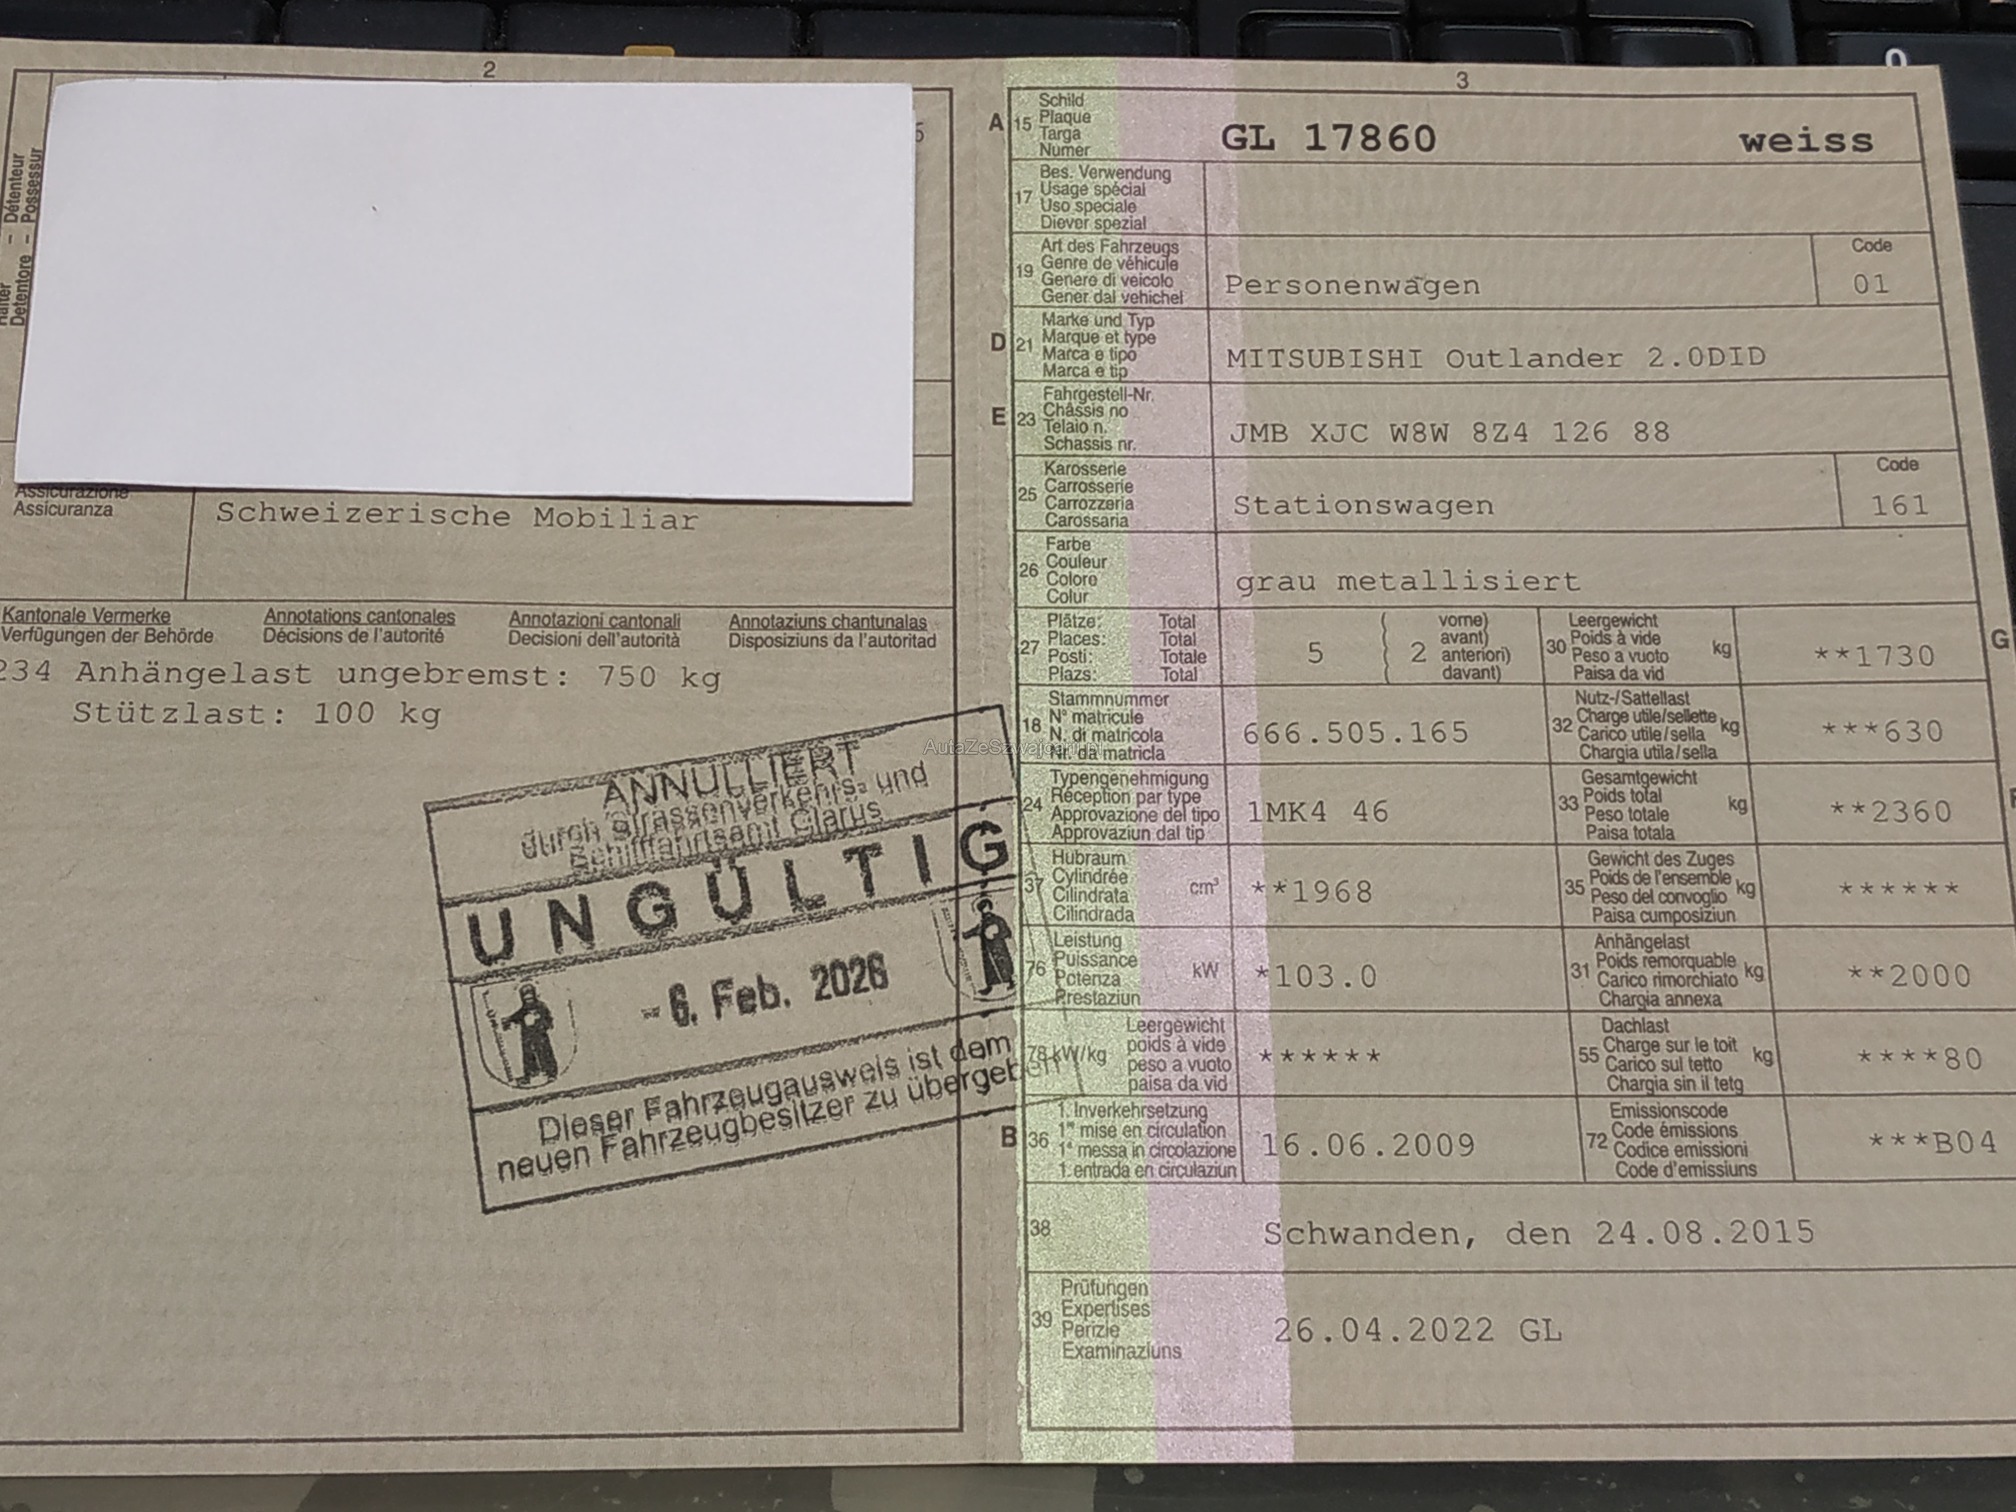 2
Détenteur
Possessur
Detentore
Assicurazione
Assicuranza
Schweizerische Mobiliar
Kantonale Vermerke Annotations cantonales Annotazioni cantonali Annotaziuns chantunalas
Verfügungen der Behörde Décisions de l'autorité Decisioni dell'autorità Disposiziuns da l'autoritad
234 Anhängelast ungebremst: 750 kg
Stützlast: 100 kg
ANNULLIERT
durch Strassenverkehrs- und
Schifffahrtsamt Glarus
UNGÜLTIG
- 6. Feb. 2026
Dieser Fahrzeugausweis ist dem
neuen Fahrzeugbesitzer zu übergeben
3
A 15 Schild
Plaque
Targa
Numer
GL 17860 weiss
17 Bes. Verwendung
Usage spécial
Uso speciale
Diever spezial
19 Art des Fahrzeugs
Genre de véhicule
Genere di veicolo
Gener dal vehichel
Personenwagen
Code
01
D 21 Marke und Typ
Marque et type
Marca e tipo
Marca e tip
MITSUBISHI Outlander 2.0DID
E 23 Fahrgestell-Nr.
Châssis no
Telaio n.
Schassis nr.
JMB XJC W8W 8Z4 126 88
25 Karosserie
Carrosserie
Carrozzeria
Carossaria
Stationswagen
Code
161
26 Farbe
Couleur
Colore
Colur
grau metallisiert
27 Plätze: Total
Places: Total
Posti: Totale
Plazs: Total
5 ( 2 vorne)
avant)
anteriori)
davant)
30 Leergewicht
Poids à vide
Peso a vuoto
Paisa da vid
kg **1730
G
18 Stammnummer
N° matricule
N. di matricola
Nr. da matricla
666.505.165
32 Nutz-/Sattellast
Charge utile/sellette
Carico utile/sella
Chargia utila/sella
kg ***630
24 Typengenehmigung
Réception par type
Approvazione del tipo
Approvaziun dal tip
1MK4 46
33 Gesamtgewicht
Poids total
Peso totale
Paisa totala
kg **2360
37 Hubraum
Cylindrée
Cilindrata
Cilindrada
cm³ **1968
35 Gewicht des Zuges
Poids de l'ensemble
Peso del convoglio
Paisa cumposiziun
kg ******
76 Leistung
Puissance
Potenza
Prestaziun
kW *103.0
31 Anhängelast
Poids remorquable
Carico rimorchiato
Chargia annexa
kg **2000
78 kW/kg Leergewicht
poids à vide
peso a vuoto
paisa da vid
******
55 Dachlast
Charge sur le toit
Carico sul tetto
Chargia sin il tetg
kg ****80
B 36 1. Inverkehrsetzung
1re mise en circulation
1a messa in circolazione
1. entrada en circulaziun
16.06.2009
72 Emissionscode
Code émissions
Codice emissioni
Code d'emissiuns
***B04
38 Schwanden, den 24.08.2015
39 Prüfungen
Expertises
Perizie
Examinaziuns
26.04.2022 GL